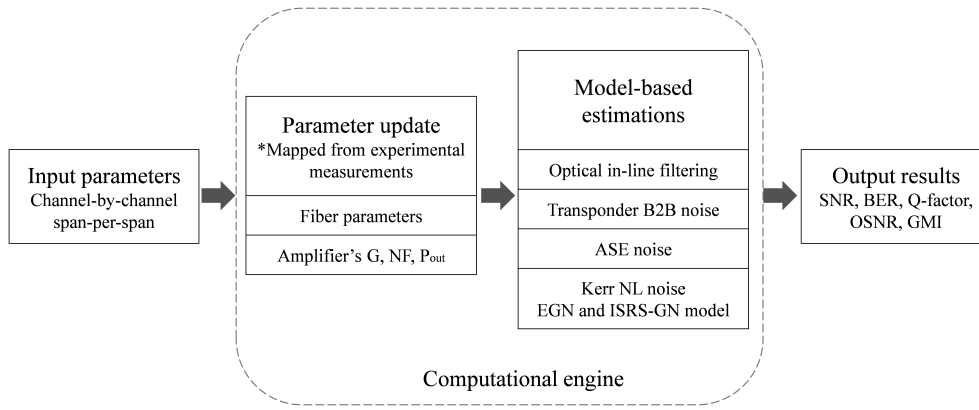 Input parameters
Channel-by-channel
span-per-span
Parameter update
*Mapped from experimental
measurements
Fiber parameters
Amplifier's G, NF, Pout
Model-based
estimations
Optical in-line filtering
Transponder B2B noise
ASE noise
Kerr NL noise
EGN and ISRS-GN model
Output results
SNR, BER, Q-factor,
OSNR, GMI
Computational engine